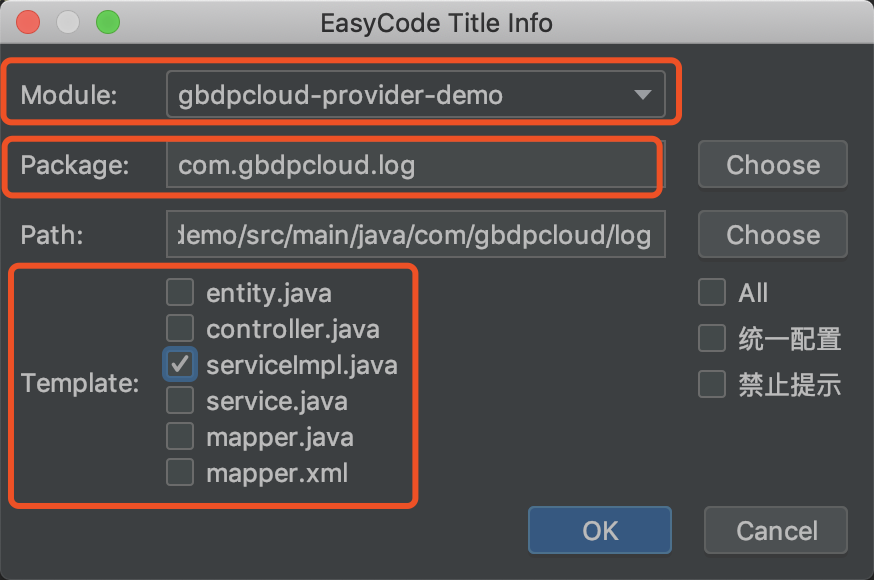 EasyCode Title Info
Module: gbdpcloud-provider-demo
Package: com.gbdpcloud.log Choose
Path: demo/src/main/java/com/gbdpcloud/log Choose
entity.java All
controller.java 统一配置
Template: serviceImpl.java
service.java 禁止提示
mapper.java
mapper.xml
OK Cancel